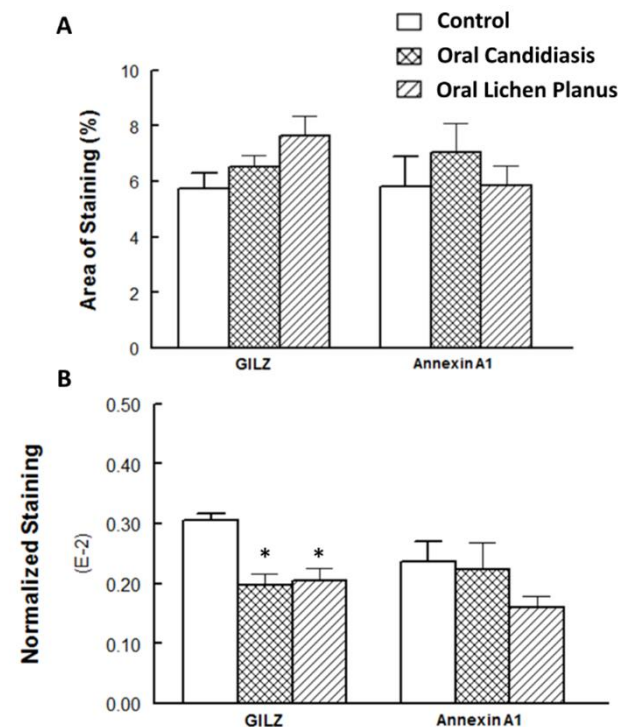 A
Control
Oral Candidiasis
Oral Lichen Planus
Area of Staining (%)
10
8
6
4
2
0
GILZ
Annexin A1
B
Normalized Staining
(E-2)
0.50
0.40
0.30
0.20
0.10
0.00
*
*
GILZ
Annexin A1